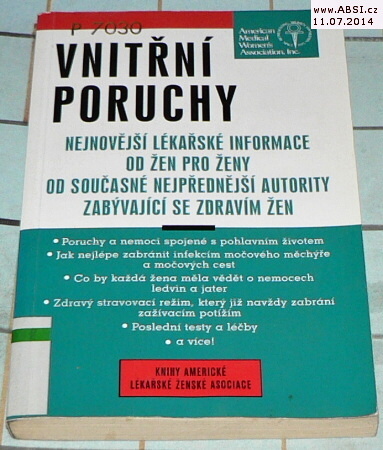 www.ABSI.cz
11.07.2014
P 7030
American
Medical
Women's
Association, Inc.
VNITŘNÍ
PORUCHY
NEJNOVĚJŠÍ LÉKAŘSKÉ INFORMACE
OD ŽEN PRO ŽENY
OD SOUČASNÉ NEJPŘEDNĚJŠÍ AUTORITY
ZABÝVAJÍCÍ SE ZDRAVÍM ŽEN
• Poruchy a nemoci spojené s pohlavním životem
• Jak nejlépe zabránit infekcím močového měchýře
a močových cest
• Co by každá žena měla vědět o nemocech
ledvin a jater
• Zdravý stravovací režim, který již navždy zabrání
zažívacím potížím
• Poslední testy a léčby
• a více!
KNIHY AMERICKÉ
LÉKAŘSKÉ ŽENSKÉ ASOCIACE